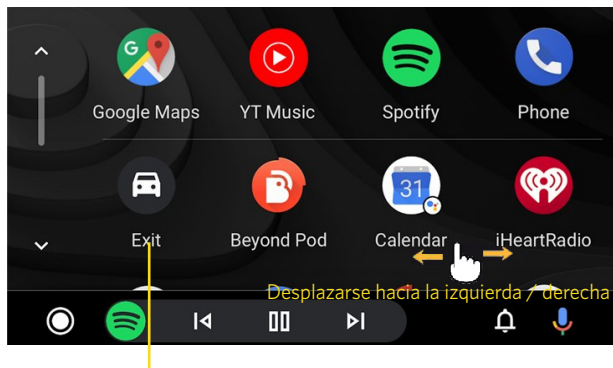 G
Google Maps YT Music Spotify Phone
31
Exit Beyond Pod Calendar iHeartRadio
Desplazarse hacia la izquierda / derecha